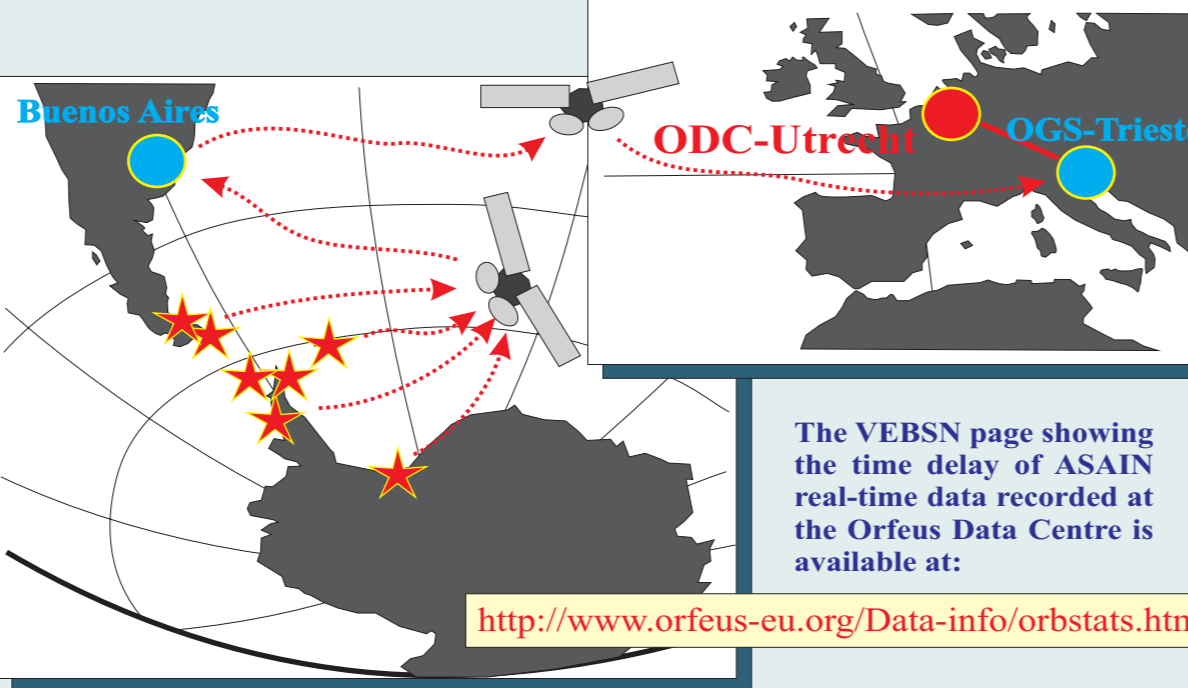 Buenos Aires
ODC-Utrecht
OGS-Trieste
The VEBSN page showing
the time delay of ASAIN
real-time data recorded at
the Orfeus Data Centre is
available at:
http://www.orfeus-eu.org/Data-info/orbstats.htm